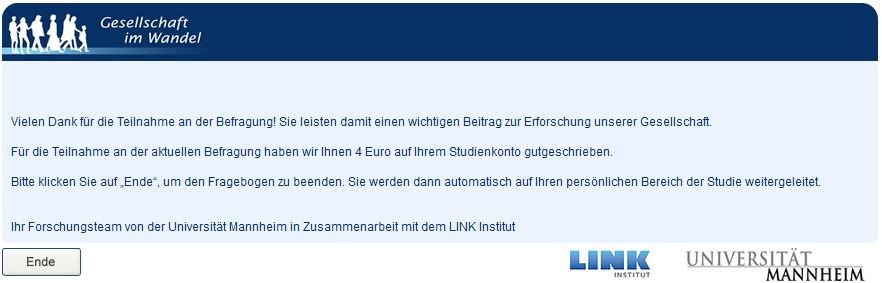 Gesellschaft
im Wandel
Vielen Dank für die Teilnahme an der Befragung! Sie leisten damit einen wichtigen Beitrag zur Erforschung unserer Gesellschaft.
Für die Teilnahme an der aktuellen Befragung haben wir Ihnen 4 Euro auf Ihrem Studienkonto gutgeschrieben.
Bitte klicken Sie auf „Ende“, um den Fragebogen zu beenden. Sie werden dann automatisch auf Ihren persönlichen Bereich der Studie weitergeleitet.
Ihr Forschungsteam von der Universität Mannheim in Zusammenarbeit mit dem LINK Institut
Ende
LINK
INSTITUT
UNIVERSITÄT
MANNHEIM